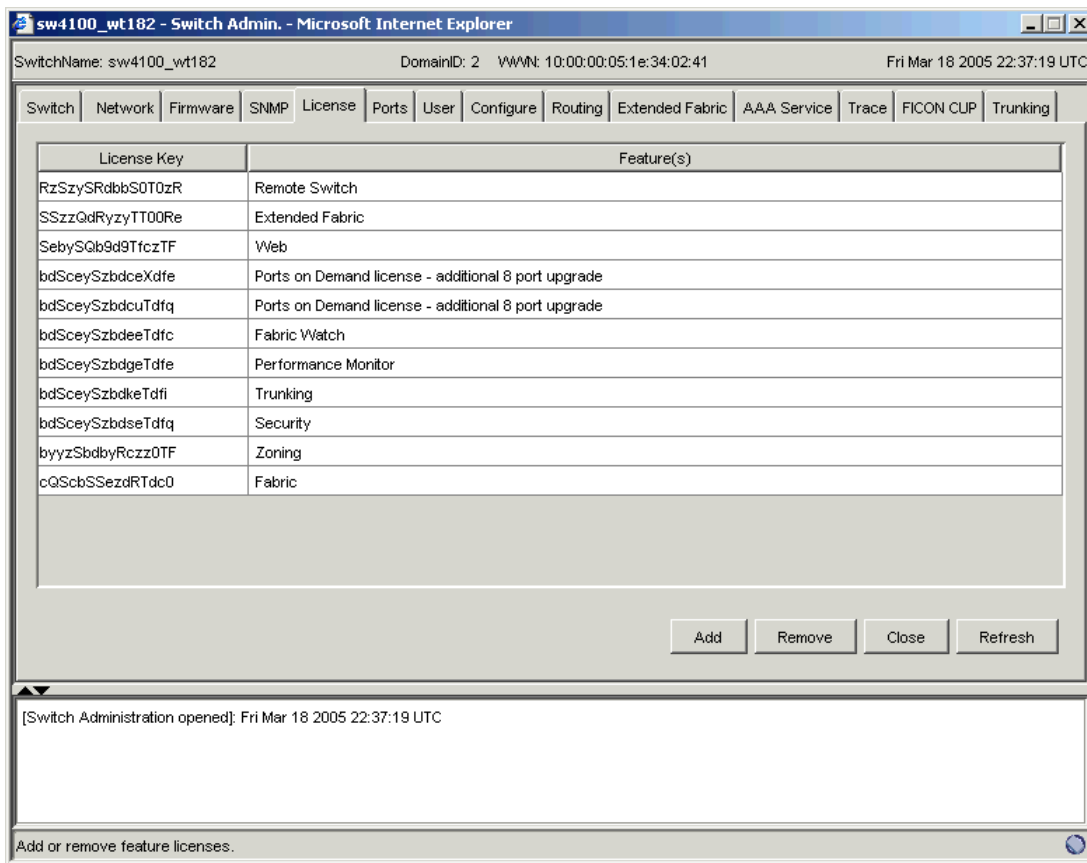 sw4100_wt182 - Switch Admin. - Microsoft Internet Explorer
SwitchName: sw4100_wt182 DomainID: 2 WWN: 10:00:00:05:1e:34:02:41 Fri Mar 18 2005 22:37:19 UTC
Switch Network Firmware SNMP License Ports User Configure Routing Extended Fabric AAA Service Trace FICON CUP Trunking
License Key Feature(s)
RzSzySRdbbS0T0zR Remote Switch
SSzzQdRyzyTT00Re Extended Fabric
SebySQb9d9TfczTF Web
bdSceySzbdceXdfe Ports on Demand license - additional 8 port upgrade
bdSceySzbdcuTdfq Ports on Demand license - additional 8 port upgrade
bdSceySzbdeeTdfc Fabric Watch
bdSceySzbdgeTdfe Performance Monitor
bdSceySzbdkeTdfi Trunking
bdSceySzbdseTdfq Security
byyzSbdbyRczz0TF Zoning
cQScbSSezdRTdc0 Fabric
Add Remove Close Refresh
[Switch Administration opened]: Fri Mar 18 2005 22:37:19 UTC
Add or remove feature licenses.